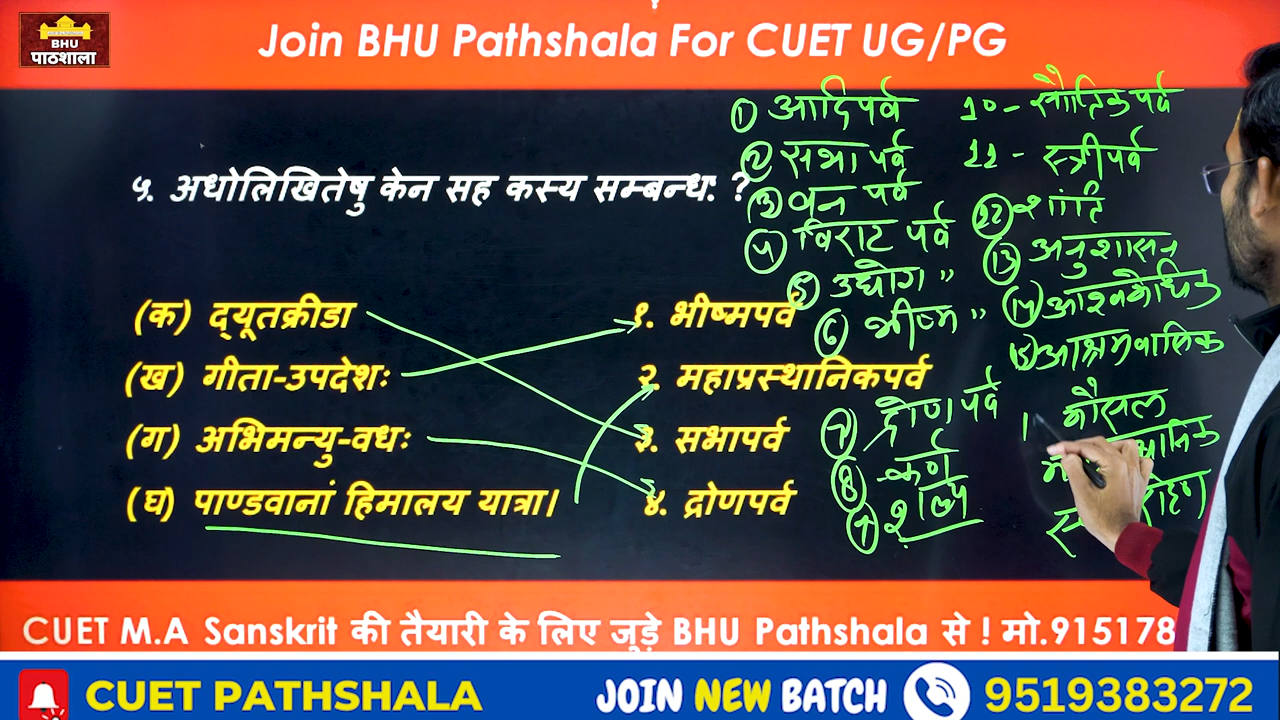 BHU
पाठशाला
Join BHU Pathshala For CUET UG/PG
५. अधोलिखितेषु केन सह कस्य सम्बन्धः ?
(क) द्यूतक्रीडा
(ख) गीता-उपदेशः
(ग) अभिमन्यु-वधः
(घ) पाण्डवानां हिमालय यात्रा।
१. भीष्मपर्व
२. महाप्रस्थानिकपर्व
३. सभापर्व
४. द्रोणपर्व
① आदिपर्व
② सभा पर्व
③ वन पर्व
④ विराट पर्व
⑤ उद्योग "
⑥ भीष्म "
⑦ द्रोण पर्व
⑧ कर्ण
⑨ शल्य
10 - सौप्तिक पर्व
11 - स्त्रीपर्व
⑫ शांति
⑬ अनुशासन
⑭ आश्वमेधिक
⑮ आश्रमवासिक
मौसल
CUET M.A Sanskrit की तैयारी के लिए जुड़े BHU Pathshala से ! मो.915178
CUET PATHSHALA
JOIN NEW BATCH
9519383272